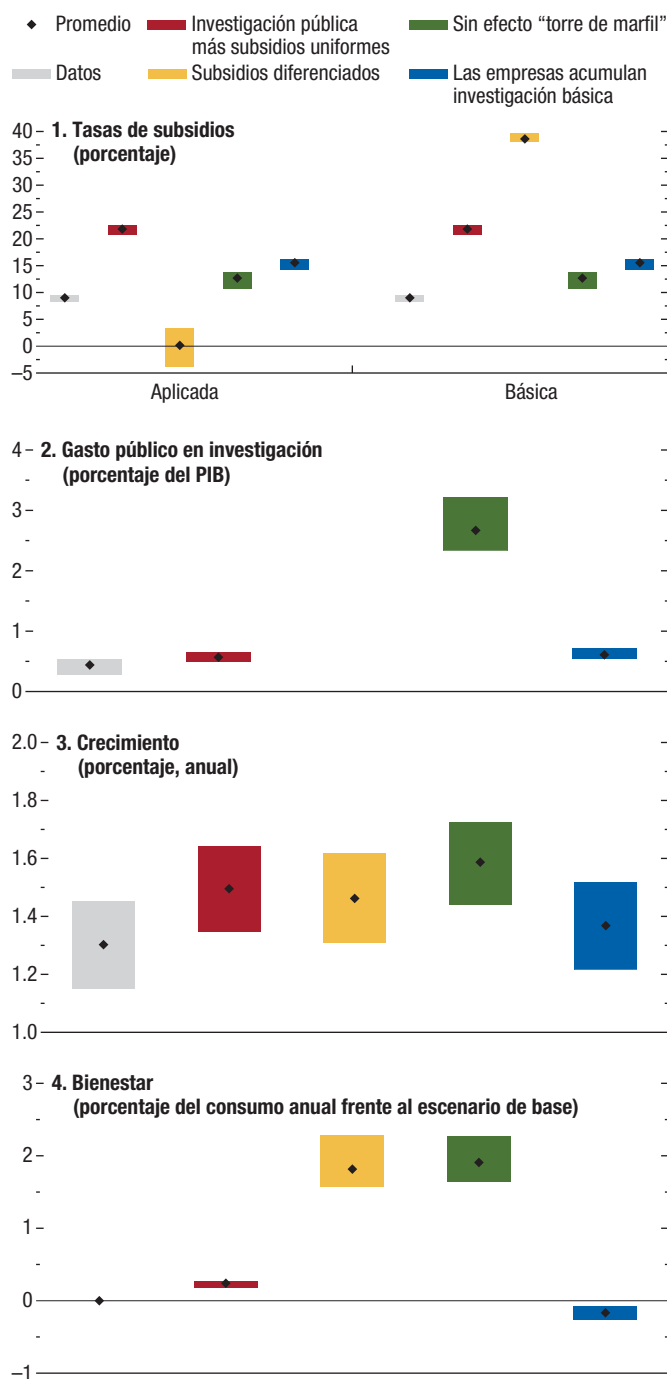 Promedio
Investigación pública
más subsidios uniformes
Sin efecto “torre de marfil”
Datos
Subsidios diferenciados
Las empresas acumulan
investigación básica
1. Tasas de subsidios
(porcentaje)
40
35
30
25
20
15
10
5
0
–5
Aplicada
Básica
2. Gasto público en investigación
(porcentaje del PIB)
4
3
2
1
0
3. Crecimiento
(porcentaje, anual)
2.0
1.8
1.6
1.4
1.2
1.0
4. Bienestar
(porcentaje del consumo anual frente al escenario de base)
3
2
1
0
–1